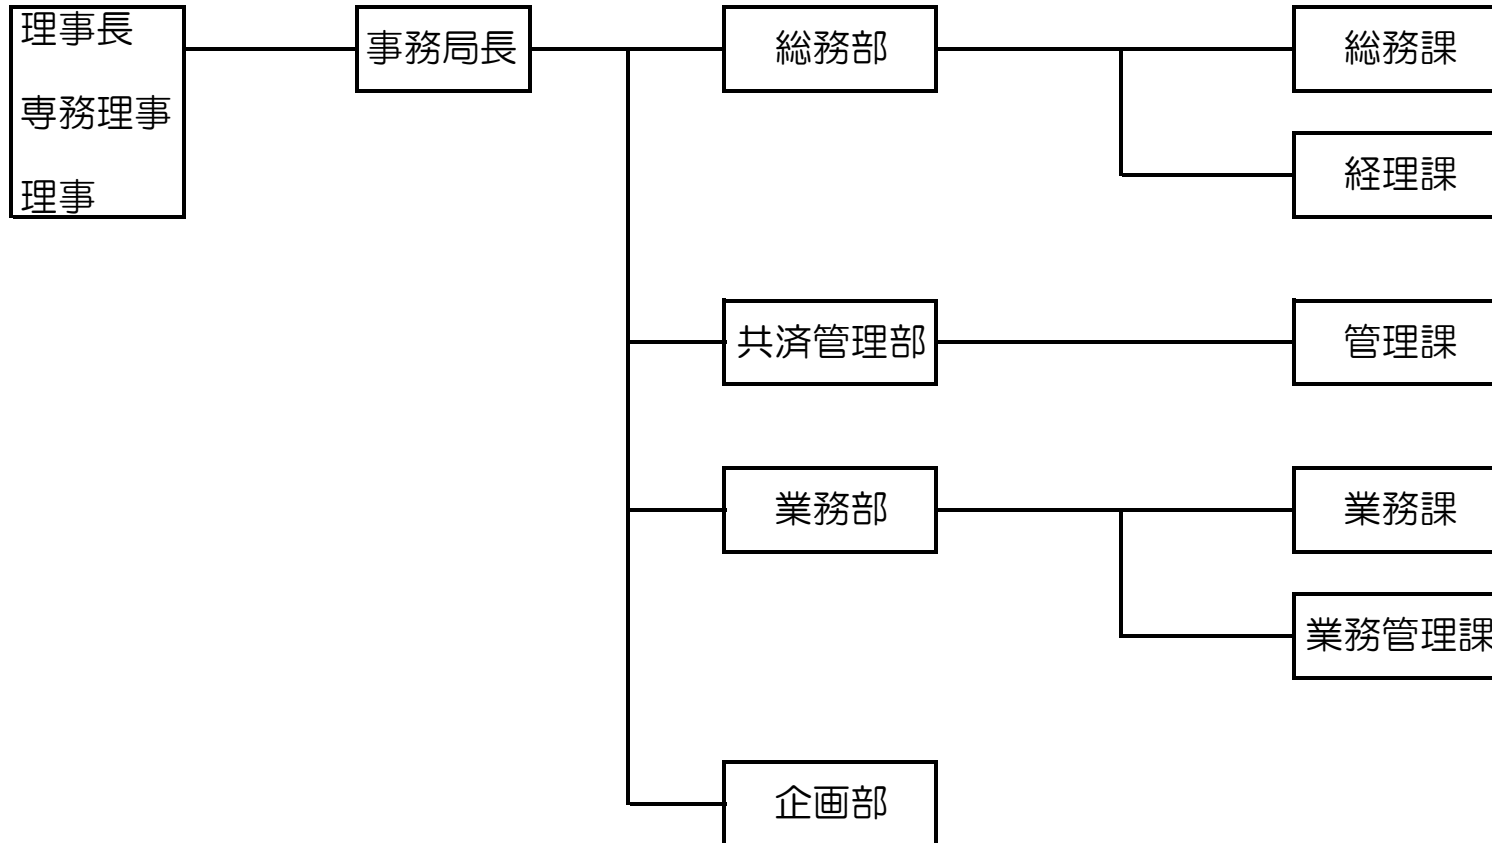 理事長
専務理事
理事
事務局長
総務部
総務課
経理課
共済管理部
管理課
業務部
業務課
業務管理課
企画部